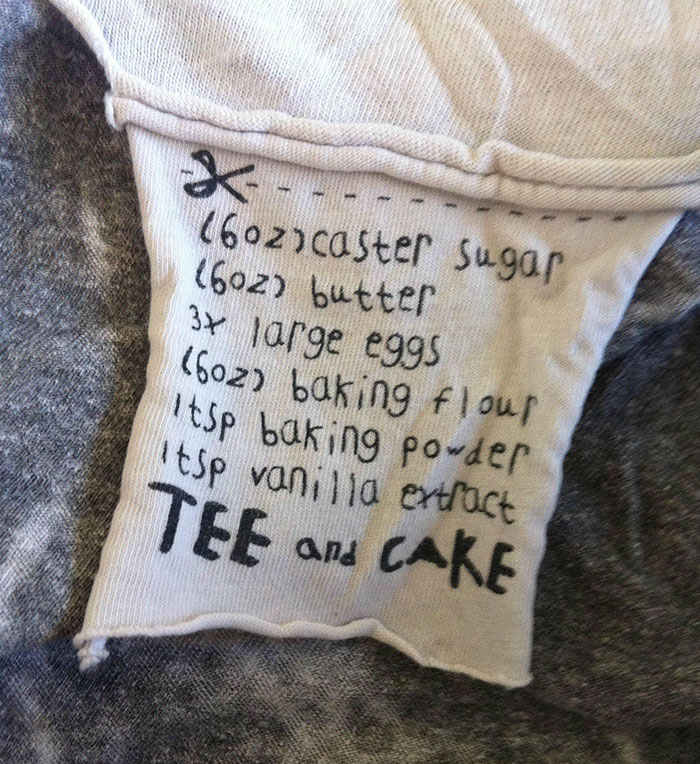 (6oz) caster sugar
(6oz) butter
3x large eggs
(6oz) baking flour
1tsp baking powder
1tsp vanilla extract
TEE and CAKE